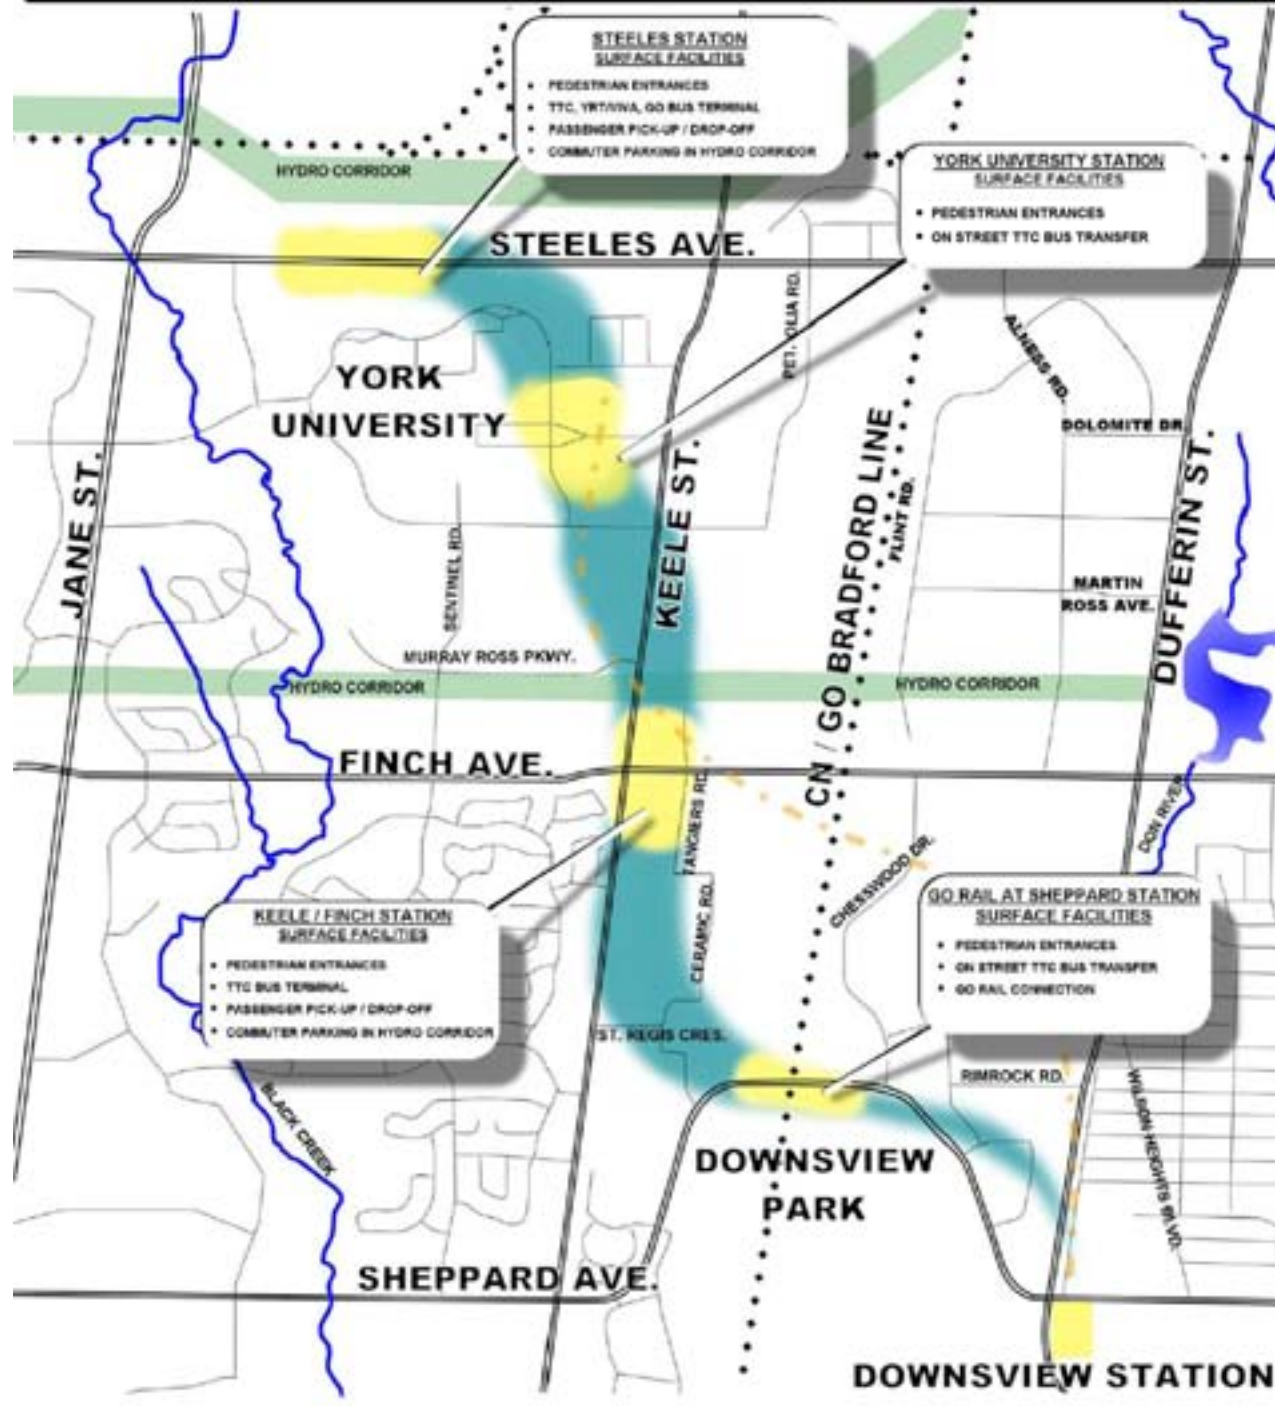 STEELES STATION
SURFACE FACILITIES
• PEDESTRIAN ENTRANCES
• TTC, YRT/VIVA, GO BUS TERMINAL
• PASSENGER PICK-UP / DROP-OFF
• COMMUTER PARKING IN HYDRO CORRIDOR
YORK UNIVERSITY STATION
SURFACE FACILITIES
• PEDESTRIAN ENTRANCES
• ON STREET TTC BUS TRANSFER
HYDRO CORRIDOR
STEELES AVE.
ALNESS RD.
YORK
UNIVERSITY
DOLOMITE DR.
JANE ST.
KEELE ST.
CN / GO BRADFORD LINE
FLINT RD.
DUFFERIN ST.
SENTINEL RD.
MARTIN
ROSS AVE.
MURRAY ROSS PKWY.
HYDRO CORRIDOR
HYDRO CORRIDOR
FINCH AVE.
TANGIERS RD.
DON RIVER
CHESSWOOD DR.
KEELE / FINCH STATION
SURFACE FACILITIES
• PEDESTRIAN ENTRANCES
• TTC BUS TERMINAL
• PASSENGER PICK-UP / DROP-OFF
• COMMUTER PARKING IN HYDRO CORRIDOR
CERAMIC RD.
GO RAIL AT SHEPPARD STATION
SURFACE FACILITIES
• PEDESTRIAN ENTRANCES
• ON STREET TTC BUS TRANSFER
• GO RAIL CONNECTION
ST. REGIS CRES.
RIMROCK RD.
BLACK CREEK
WILSON HEIGHTS BLVD.
DOWNSVIEW
PARK
SHEPPARD AVE.
DOWNSVIEW STATION